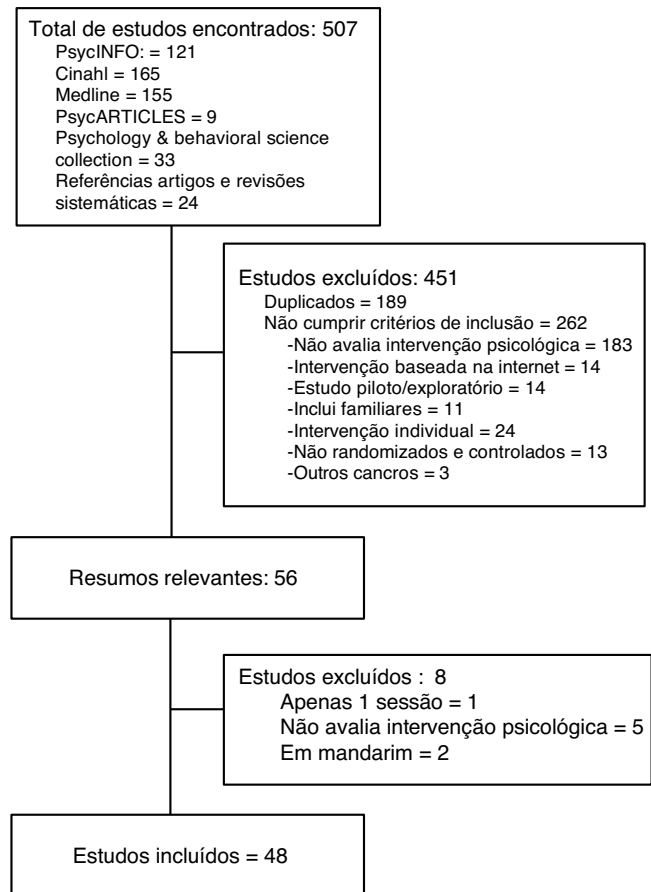 Total de estudos encontrados: 507
PsycINFO: = 121
Cinahl = 165
Medline = 155
PsycARTICLES = 9
Psychology & behavioral science
collection = 33
Referências artigos e revisões
sistemáticas = 24
Estudos excluídos: 451
Duplicados = 189
Não cumprir critérios de inclusão = 262
-Não avalia intervenção psicológica = 183
-Intervenção baseada na internet = 14
-Estudo piloto/exploratório = 14
-Inclui familiares = 11
-Intervenção individual = 24
-Não randomizados e controlados = 13
-Outros cancros = 3
Resumos relevantes: 56
Estudos excluídos : 8
Apenas 1 sessão = 1
Não avalia intervenção psicológica = 5
Em mandarim = 2
Estudos incluídos = 48